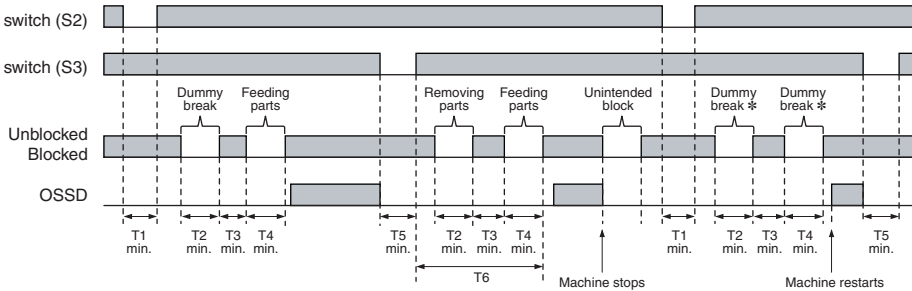 switch (S2)
switch (S3)
Dummy break
Feeding parts
Removing parts
Feeding parts
Unintended block
Dummy break *
Dummy break *
Unblocked
Blocked
OSSD
T1 min.
T2 min.
T3 min.
T4 min.
T5 min.
T2 min.
T3 min.
T4 min.
T1 min.
T2 min.
T3 min.
T4 min.
T5 min.
T6
Machine stops
Machine restarts